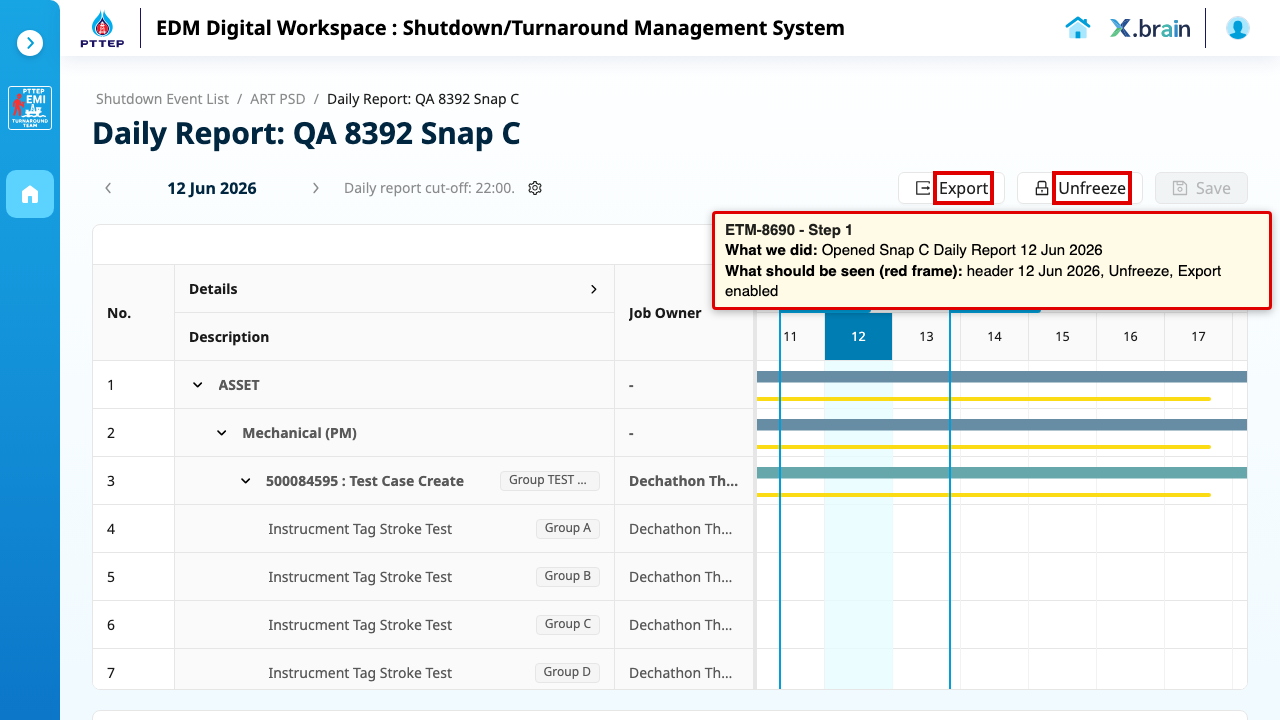 PTTEP
EDM Digital Workspace : Shutdown/Turnaround Management System
X.brain
PTTEP
EMI
TURNAROUND
TEAM
Shutdown Event List / ART PSD / Daily Report: QA 8392 Snap C
Daily Report: QA 8392 Snap C
12 Jun 2026
Daily report cut-off: 22:00.
Export
Unfreeze
Save
ETM-8690 - Step 1
What we did: Opened Snap C Daily Report 12 Jun 2026
What should be seen (red frame): header 12 Jun 2026, Unfreeze, Export
enabled
No.
Details
Description
Job Owner
11 12 13 14 15 16 17
1 ASSET -
2 Mechanical (PM) -
3 500084595 : Test Case Create Group TEST ... Dechathon Th...
4 Instrucment Tag Stroke Test Group A Dechathon Th...
5 Instrucment Tag Stroke Test Group B Dechathon Th...
6 Instrucment Tag Stroke Test Group C Dechathon Th...
7 Instrucment Tag Stroke Test Group D Dechathon Th...